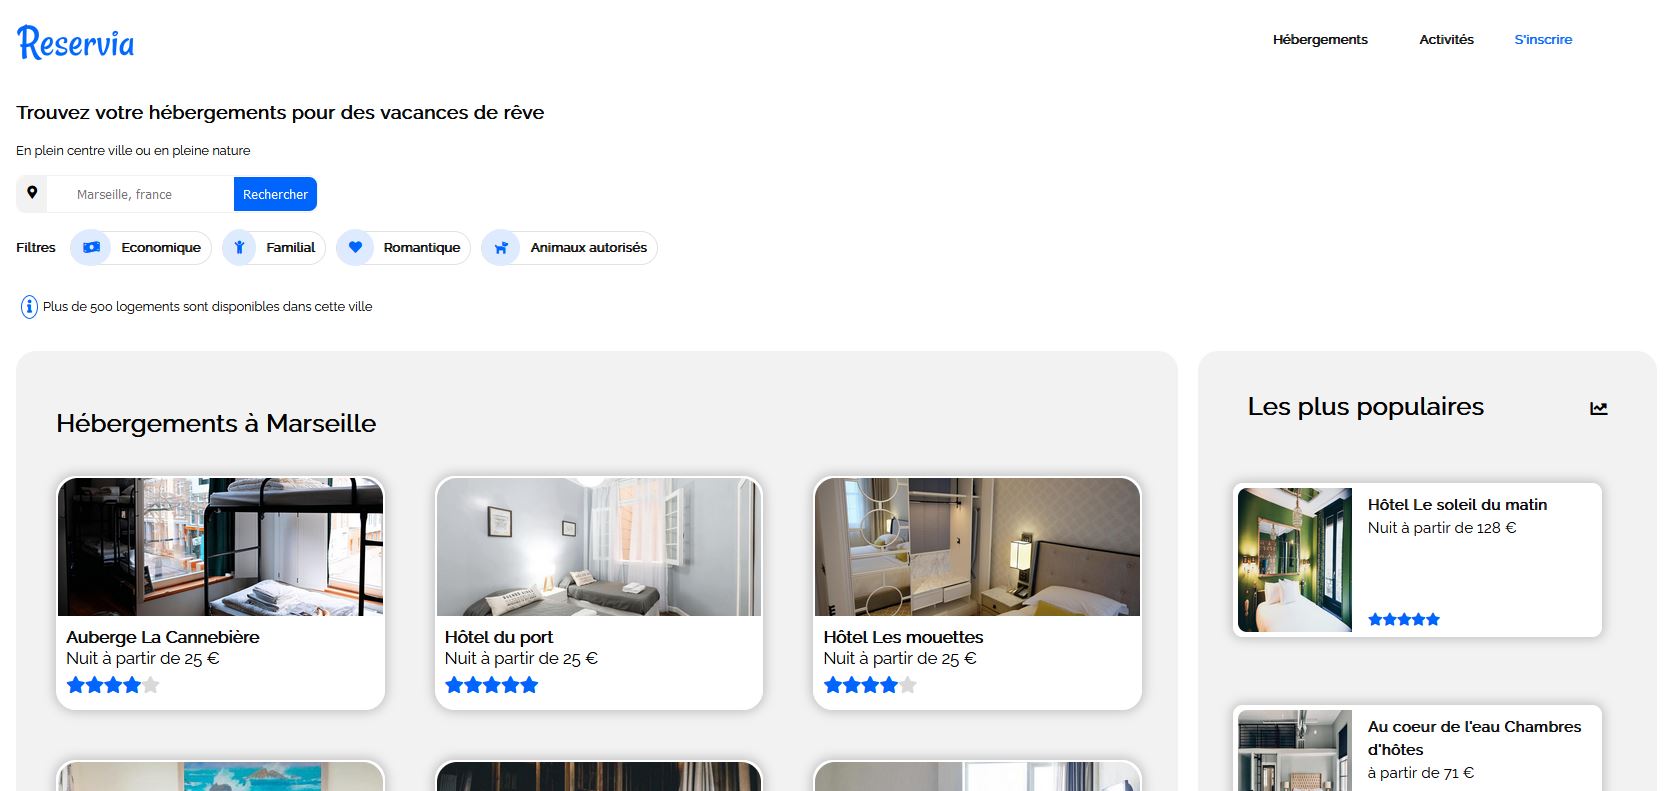 Reservia
Hébergements
Activités
S'inscrire
Trouvez votre hébergements pour des vacances de rêve
En plein centre ville ou en pleine nature
Marseille, france
Rechercher
Filtres
Economique
Familial
Romantique
Animaux autorisés
Plus de 500 logements sont disponibles dans cette ville
Hébergements à Marseille
Auberge La Cannebière
Nuit à partir de 25 €
Hôtel du port
Nuit à partir de 25 €
Hôtel Les mouettes
Nuit à partir de 25 €
Les plus populaires
Hôtel Le soleil du matin
Nuit à partir de 128 €
Au coeur de l'eau Chambres
d'hôtes
à partir de 71 €